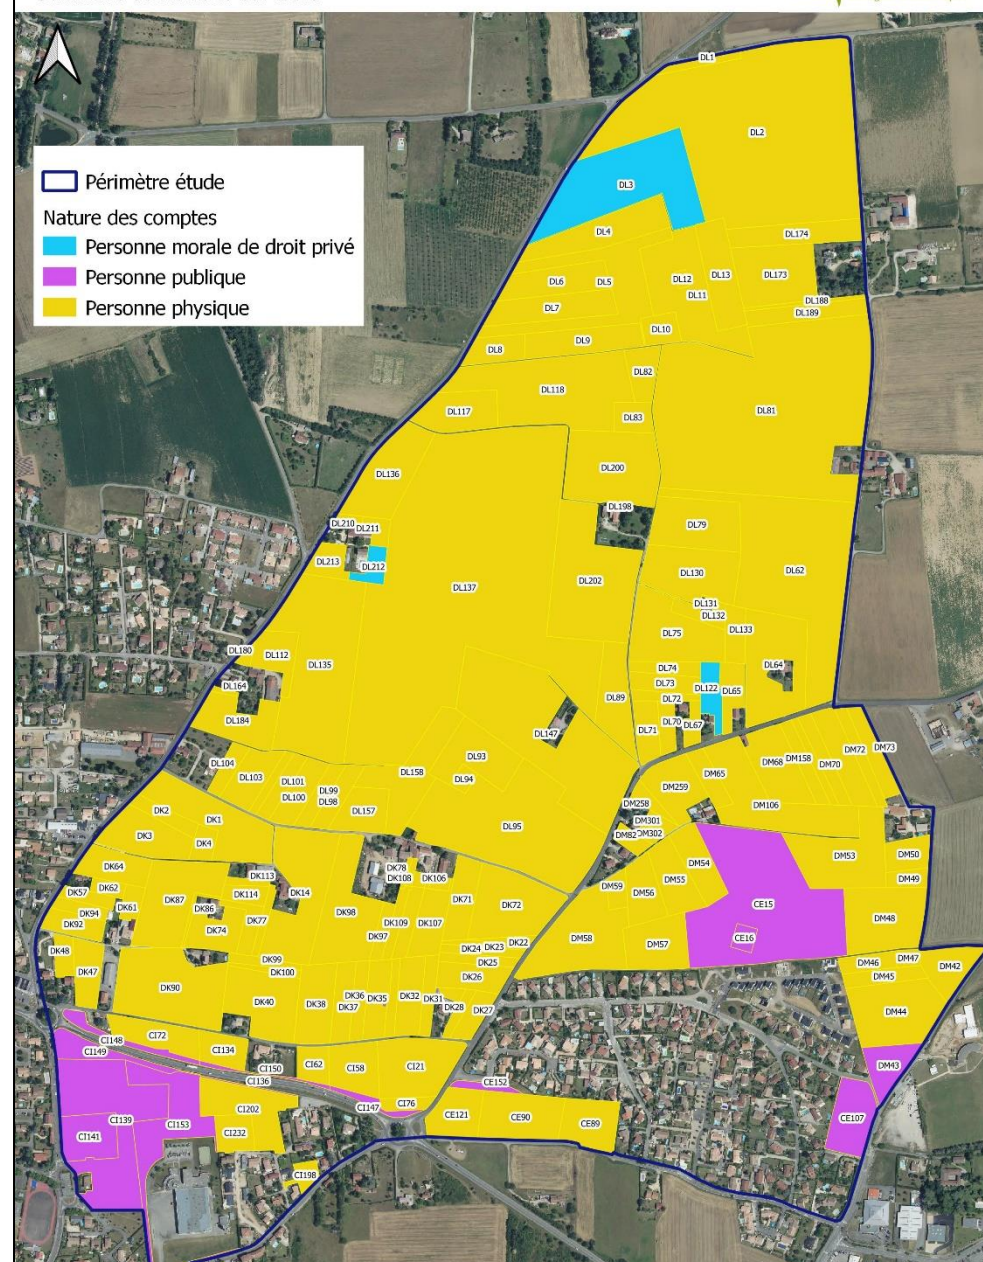 Périmètre étude
Nature des comptes
Personne morale de droit privé
Personne publique
Personne physique
DL1
DL2
DL3
DL4
DL174
DL6
DL5
DL12
DL13
DL173
DL11
DL7
DL188
DL189
DL10
DL9
DL8
DL82
DL118
DL117
DL83
DL81
DL136
DL200
DL198
DL210
DL211
DL79
DL213
DL212
DL130
DL62
DL137
DL202
DL131
DL132
DL75
DL133
DL180
DL112
DL135
DL74
DL64
DL164
DL73
DL122
DL65
DL89
DL72
DL184
DL70
DL67
DL71
DL147
DM72
DM73
DL93
DM68
DM158
DM70
DL104
DL158
DM65
DL103
DL101
DL94
DL99
DM259
DL100
DL98
DM258
DM106
DL157
DK2
DK1
DM301
DL95
DM82
DM302
DK3
DK4
DM53
DM50
DK64
DK78
DM54
DK113
DK108
DK106
DM49
DK57
DK62
DM59
DM55
DK114
DK14
DM56
DK87
DK71
CE15
DK61
DK86
DK72
DK94
DK98
DM48
DK92
DK77
DK109
DK107
DK74
DK97
DM58
CE16
DK48
DK24
DK23
DK22
DM57
DK99
DK25
DM46
DM47
DK47
DK100
DK26
DM42
DK90
DM45
DK40
DK38
DK36
DK35
DK32
DK31
DK37
DK28
DK27
DM44
CI72
CI148
CI149
CI134
CI150
CI62
CI58
CI21
DM43
CI136
CE152
CI147
CI76
CI202
CI139
CE121
CE90
CE89
CE107
CI153
CI141
CI232
CI198